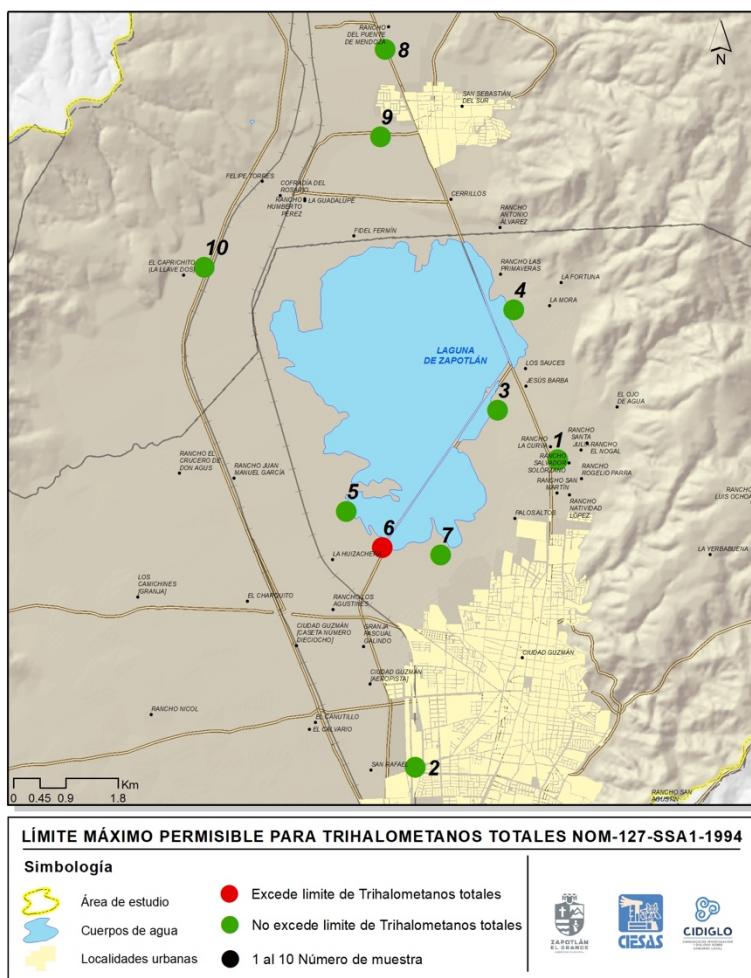 RANCHO
DEL PUENTE
DE MENDOZA
8
N
SAN SEBASTIÁN
DEL SUR
9
FELIPE TORRES
COFRADÍA DEL
ROSARIO
RANCHO
HUMBERTO
PÉREZ
LA GUADALUPE
CERRILLOS
RANCHO
ANTONIO
ÁLVAREZ
FIDEL FERMÍN
10
EL CAPRICHITO
(LA LLAVE DOS)
RANCHO LAS
PRIMAVERAS
LA FORTUNA
4
LA MORA
LAGUNA
DE ZAPOTLÁN
LOS SAUCES
JESÚS BARBA
EL OJO
DE AGUA
3
1
RANCHO
LA CURVA
RANCHO
SANTA
JULIA
RANCHO
EL NOGAL
RANCHO
SALVADOR
SOLORZANO
RANCHO
ROGELIO PARRA
RANCHO SAN
MARTÍN
RANCHO
NATIVIDAD
LÓPEZ
RANCHO
LUIS OCHOA
RANCHO EL
CRUCERO DE
DON AGUS
RANCHO JUAN
MANUEL GARCÍA
5
PALOSALTOS
6
7
LA HUIZACHERA
LA YERBABUENA
LOS
CAMICHINES
[GRANJA]
EL CHARQUITO
RANCHO LOS
AGUSTINES
CIUDAD GUZMÁN
[CASETA NÚMERO
DIECIOCHO]
GRANJA
PASCUAL
GALINDO
CIUDAD GUZMÁN
CIUDAD GUZMÁN
[AEROPISTA]
RANCHO NICOL
EL CANUTILLO
EL CALVARIO
SAN RAFAEL
2
RANCHO SAN
AGUSTÍN
Km
0 0.45 0.9 1.8
LÍMITE MÁXIMO PERMISIBLE PARA TRIHALOMETANOS TOTALES NOM-127-SSA1-1994
Simbología
Área de estudio
Cuerpos de agua
Localidades urbanas
Excede limite de Trihalometanos totales
No excede limite de Trihalometanos totales
1 al 10 Número de muestra
ZAPOTLÁN
EL GRANDE
CIESAS
CIDIGLO